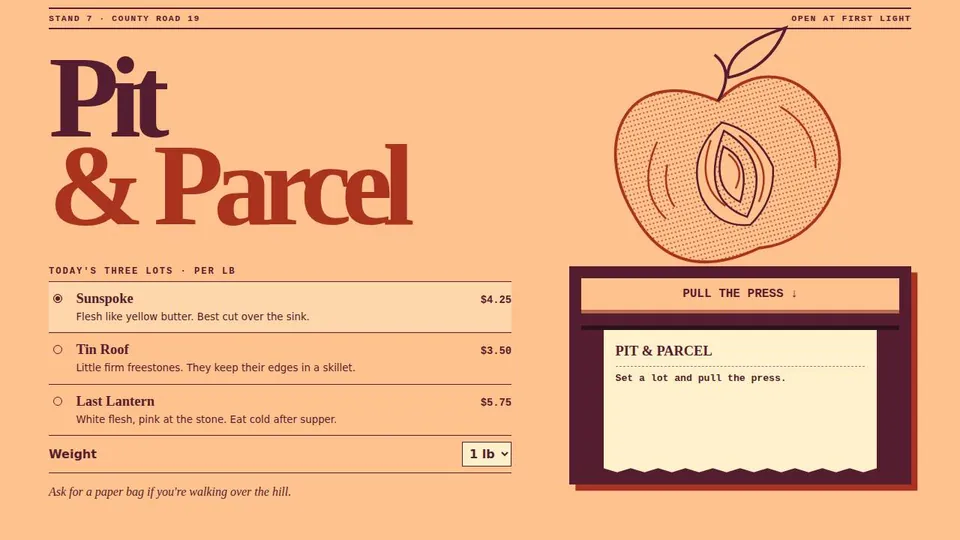 STAND 7 · COUNTY ROAD 19
OPEN AT FIRST LIGHT
Pit
& Parcel
TODAY'S THREE LOTS · PER LB
Sunspoke
$4.25
Flesh like yellow butter. Best cut over the sink.
Tin Roof
$3.50
Little firm freestones. They keep their edges in a skillet.
Last Lantern
$5.75
White flesh, pink at the stone. Eat cold after supper.
Weight
1 lb
Ask for a paper bag if you're walking over the hill.
PULL THE PRESS ↓
PIT & PARCEL
Set a lot and pull the press.